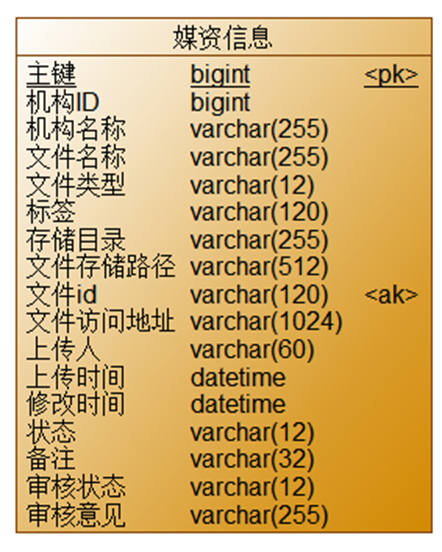 媒资信息
主键 bigint <pk>
机构ID bigint
机构名称 varchar(255)
文件名称 varchar(255)
文件类型 varchar(12)
标签 varchar(120)
存储目录 varchar(255)
文件存储路径 varchar(512)
文件id varchar(120) <ak>
文件访问地址 varchar(1024)
上传人 varchar(60)
上传时间 datetime
修改时间 datetime
状态 varchar(12)
备注 varchar(32)
审核状态 varchar(12)
审核意见 varchar(255)